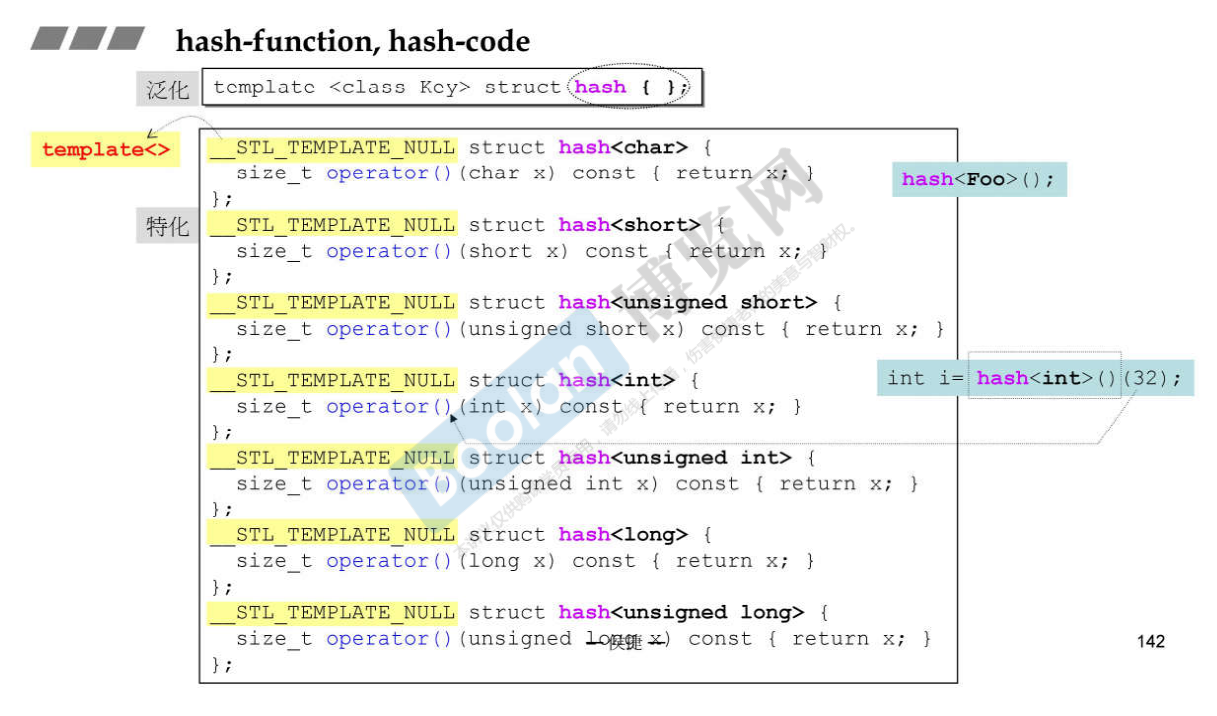 hash-function, hash-code
泛化
template <class Key> struct hash { };
template<>
__STL_TEMPLATE_NULL struct hash<char> {
size_t operator()(char x) const { return x; }
};
hash<Foo>();
特化
__STL_TEMPLATE_NULL struct hash<short> {
size_t operator()(short x) const { return x; }
};
__STL_TEMPLATE_NULL struct hash<unsigned short> {
size_t operator()(unsigned short x) const { return x; }
};
__STL_TEMPLATE_NULL struct hash<int> {
size_t operator()(int x) const { return x; }
};
int i= hash<int>()(32);
__STL_TEMPLATE_NULL struct hash<unsigned int> {
size_t operator()(unsigned int x) const { return x; }
};
__STL_TEMPLATE_NULL struct hash<long> {
size_t operator()(long x) const { return x; }
};
__STL_TEMPLATE_NULL struct hash<unsigned long> {
size_t operator()(unsigned long x) const { return x; }
};
— 侯捷 —
142
Boolan 博览网